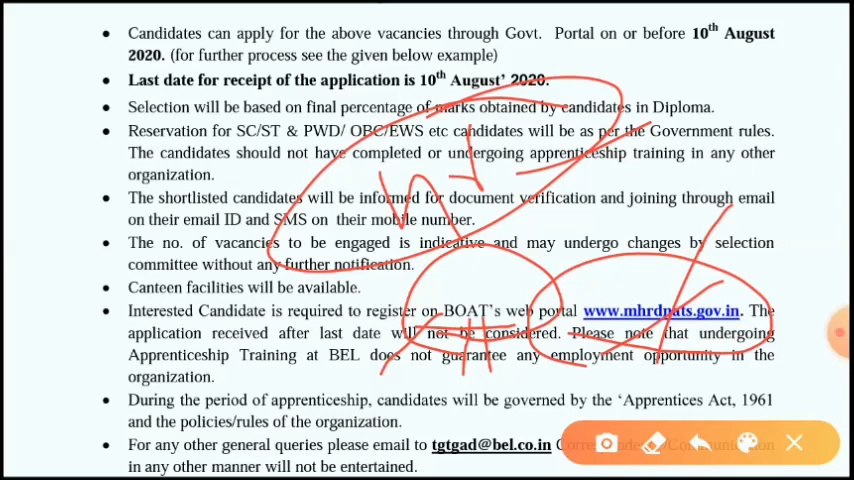 • Candidates can apply for the above vacancies through Govt. Portal on or before 10th August
2020. (for further process see the given below example)
• Last date for receipt of the application is 10th August' 2020.
• Selection will be based on final percentage of marks obtained by candidates in Diploma.
• Reservation for SC/ST & PWD/ OBC/EWS etc candidates will be as per the Government rules.
The candidates should not have completed or undergoing apprenticeship training in any other
organization.
• The shortlisted candidates will be informed for document verification and joining through email
on their email ID and SMS on their mobile number.
• The no. of vacancies to be engaged is indicative and may undergo changes by selection
committee without any further notification.
• Canteen facilities will be available.
• Interested Candidate is required to register on BOAT's web portal www.mhrdnats.gov.in. The
application received after last date will not be considered. Please note that undergoing
Apprenticeship Training at BEL does not guarantee any employment opportunity in the
organization.
• During the period of apprenticeship, candidates will be governed by the 'Apprentices Act, 1961
and the policies/rules of the organization.
• For any other general queries please email to tgtgad@bel.co.in
in any other manner will not be entertained.